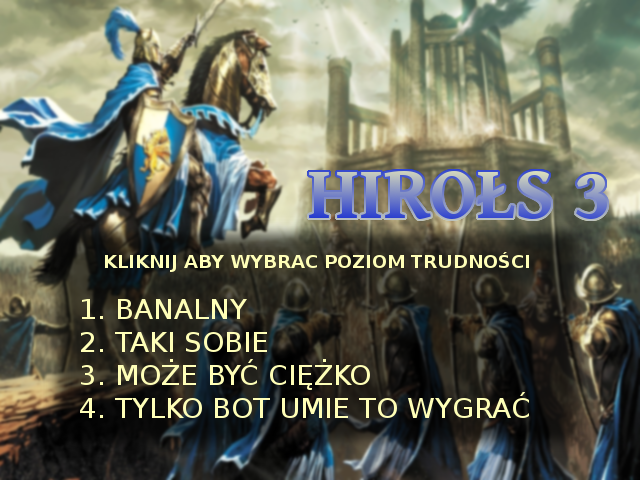 HIROŁS 3
KLIKNIJ ABY WYBRAC POZIOM TRUDNOŚCI
1. BANALNY
2. TAKI SOBIE
3. MOŻE BYĆ CIĘŻKO
4. TYLKO BOT UMIE TO WYGRAĆ